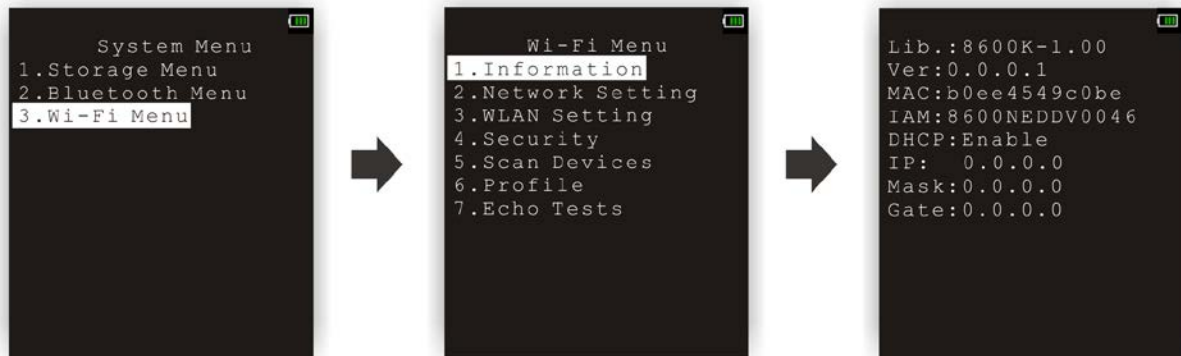 System Menu
1.Storage Menu
2.Bluetooth Menu
3.Wi-Fi Menu
Wi-Fi Menu
1.Information
2.Network Setting
3.WLAN Setting
4.Security
5.Scan Devices
6.Profile
7.Echo Tests
Lib.:8600K-1.00
Ver:0.0.0.1
MAC:b0ee4549c0be
IAM:8600NEDDV0046
DHCP:Enable
IP: 0.0.0.0
Mask:0.0.0.0
Gate:0.0.0.0